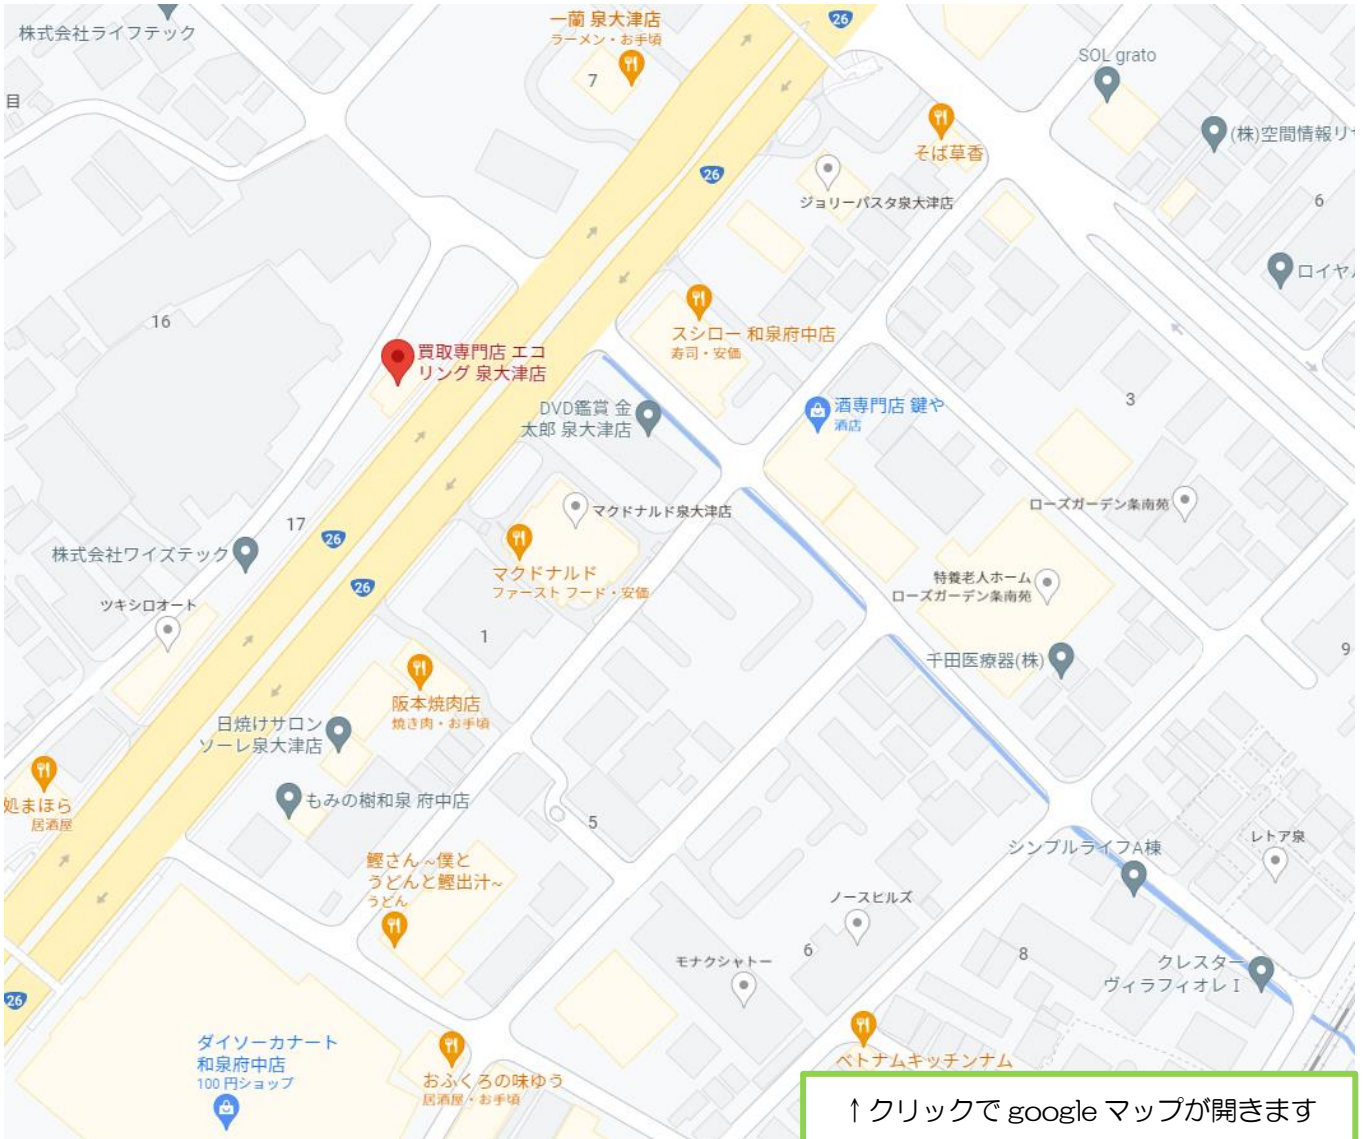 一蘭 泉大津店
ラーメン・お手頃
26
株式会社ライフテック
7
SOL grato
目
(株)空間情報リサ
そば草香
26
ジョリーパスタ泉大津店
6
ロイヤル
16
スシロー 和泉府中店
寿司・安価
買取専門店 エコ
リング 泉大津店
3
DVD鑑賞 金
太郎 泉大津店
酒専門店 鍵や
酒店
マクドナルド泉大津店
ローズガーデン条南苑
17
26
株式会社ワイズテック
マクドナルド
ファースト フード・安価
26
特養老人ホーム
ローズガーデン条南苑
ツキシロオート
1
千田医療器(株)
9
阪本焼肉店
焼き肉・お手頃
日焼けサロン
ソーレ泉大津店
処まほら
居酒屋
もみの樹和泉 府中店
5
シンプルライフA棟
レトア泉
鰹さん ~僕と
うどんと鰹出汁~
うどん
ノースヒルズ
モナクシャトー
6
8
クレスター
ヴィラフィオレ I
26
ダイソーカナート
和泉府中店
100 円ショップ
おふくろの味ゆう
居酒屋・お手頃
ベトナムキッチンナム
↑クリックで google マップが開きます